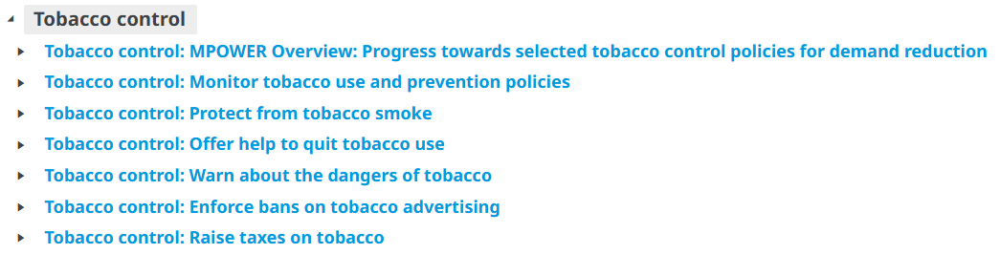 Tobacco control
Tobacco control: MPOWER Overview: Progress towards selected tobacco control policies for demand reduction
Tobacco control: Monitor tobacco use and prevention policies
Tobacco control: Protect from tobacco smoke
Tobacco control: Offer help to quit tobacco use
Tobacco control: Warn about the dangers of tobacco
Tobacco control: Enforce bans on tobacco advertising
Tobacco control: Raise taxes on tobacco